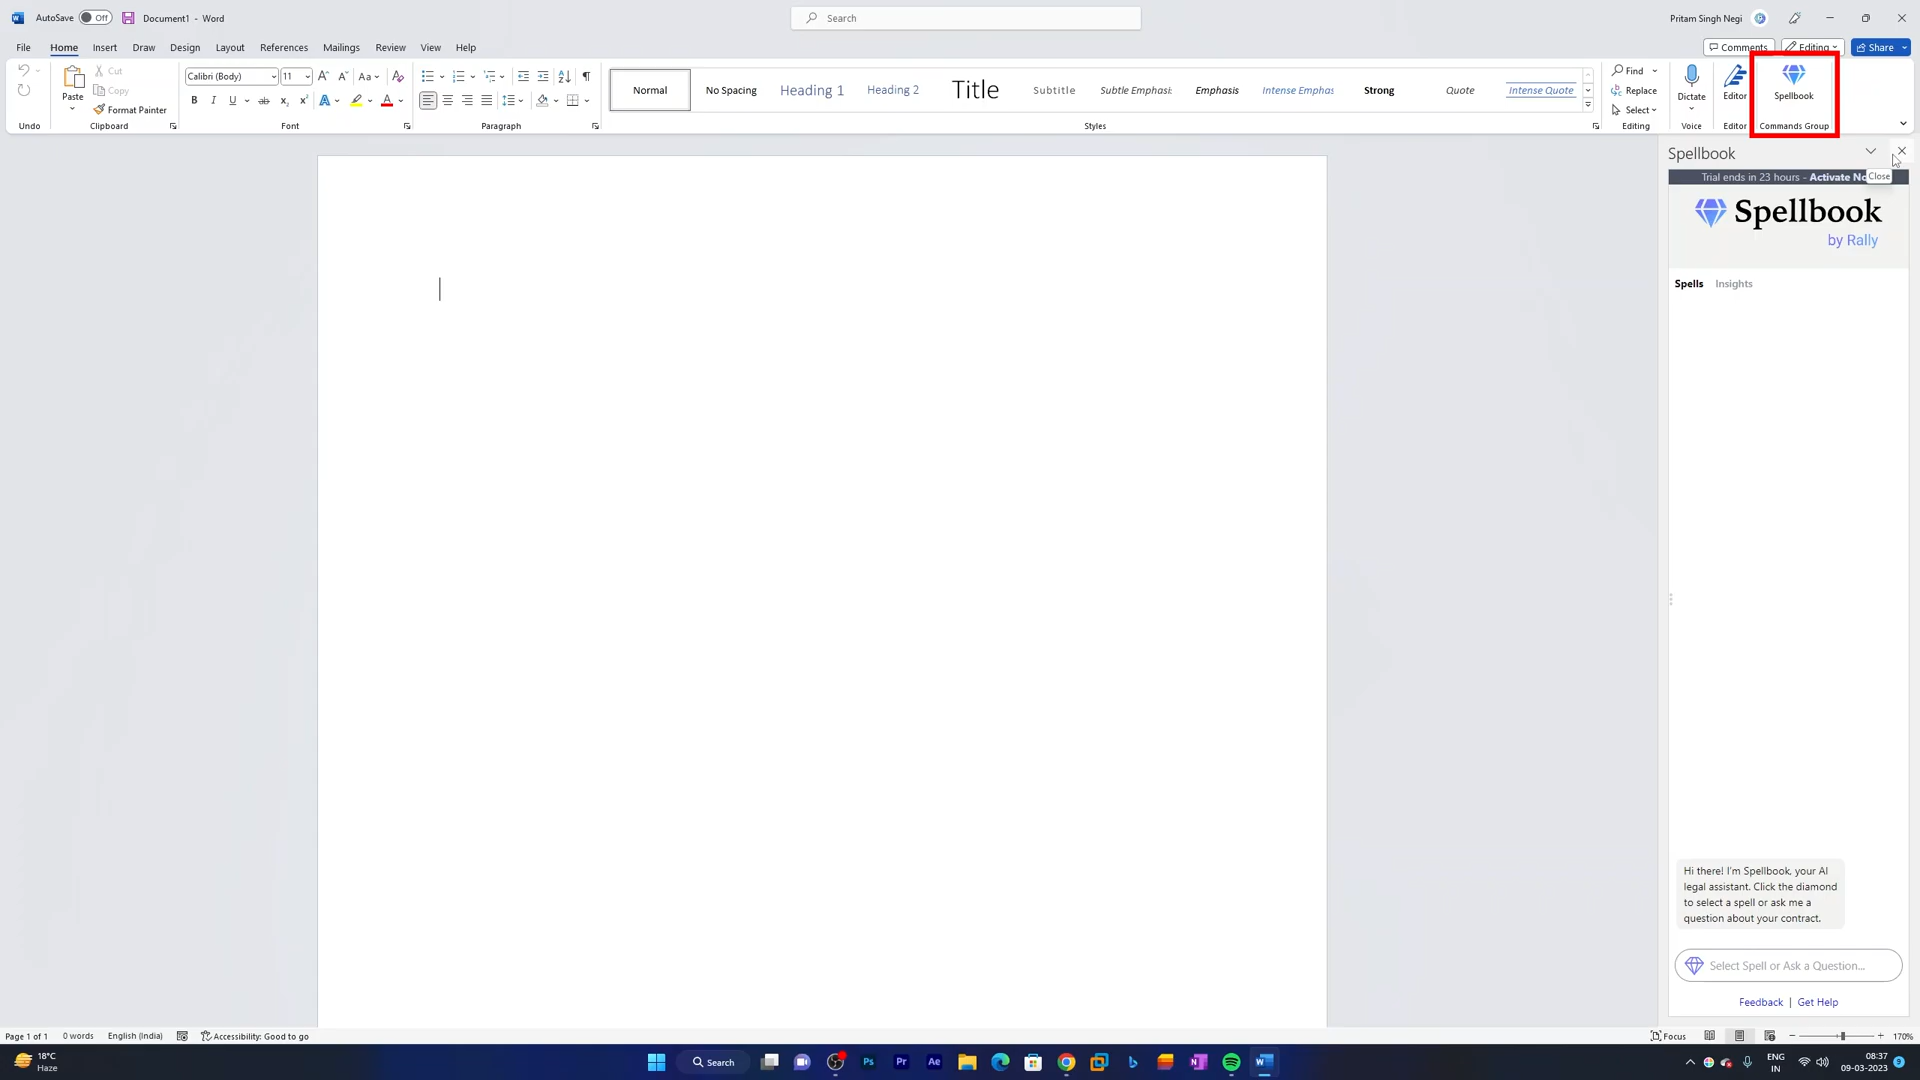 AutoSave Off Document1 - Word Search Pritam Singh Negi
File Home Insert Draw Design Layout References Mailings Review View Help Comments Editing Share
Paste Cut Copy Format Painter
Calibri (Body) 11 Aa
Normal No Spacing Heading 1 Heading 2 Title Subtitle Subtle Emphasi: Emphasis Intense Emphas Strong Quote Intense Quote
Find Replace Select
Dictate Editor Spellbook
Undo Clipboard Font Paragraph Styles Editing Voice Editor Commands Group
Spellbook
Trial ends in 23 hours - Activate No
Close
Spellbook
by Rally
Spells Insights
Hi there! I'm Spellbook, your AI
legal assistant. Click the diamond
to select a spell or ask me a
question about your contract.
Select Spell or Ask a Question...
Feedback | Get Help
Page 1 of 1 0 words English (India) Accessibility: Good to go Focus 170%
18°C
Haze
Search
Ps Pr Ae
ENG
IN
08:37
09-03-2023